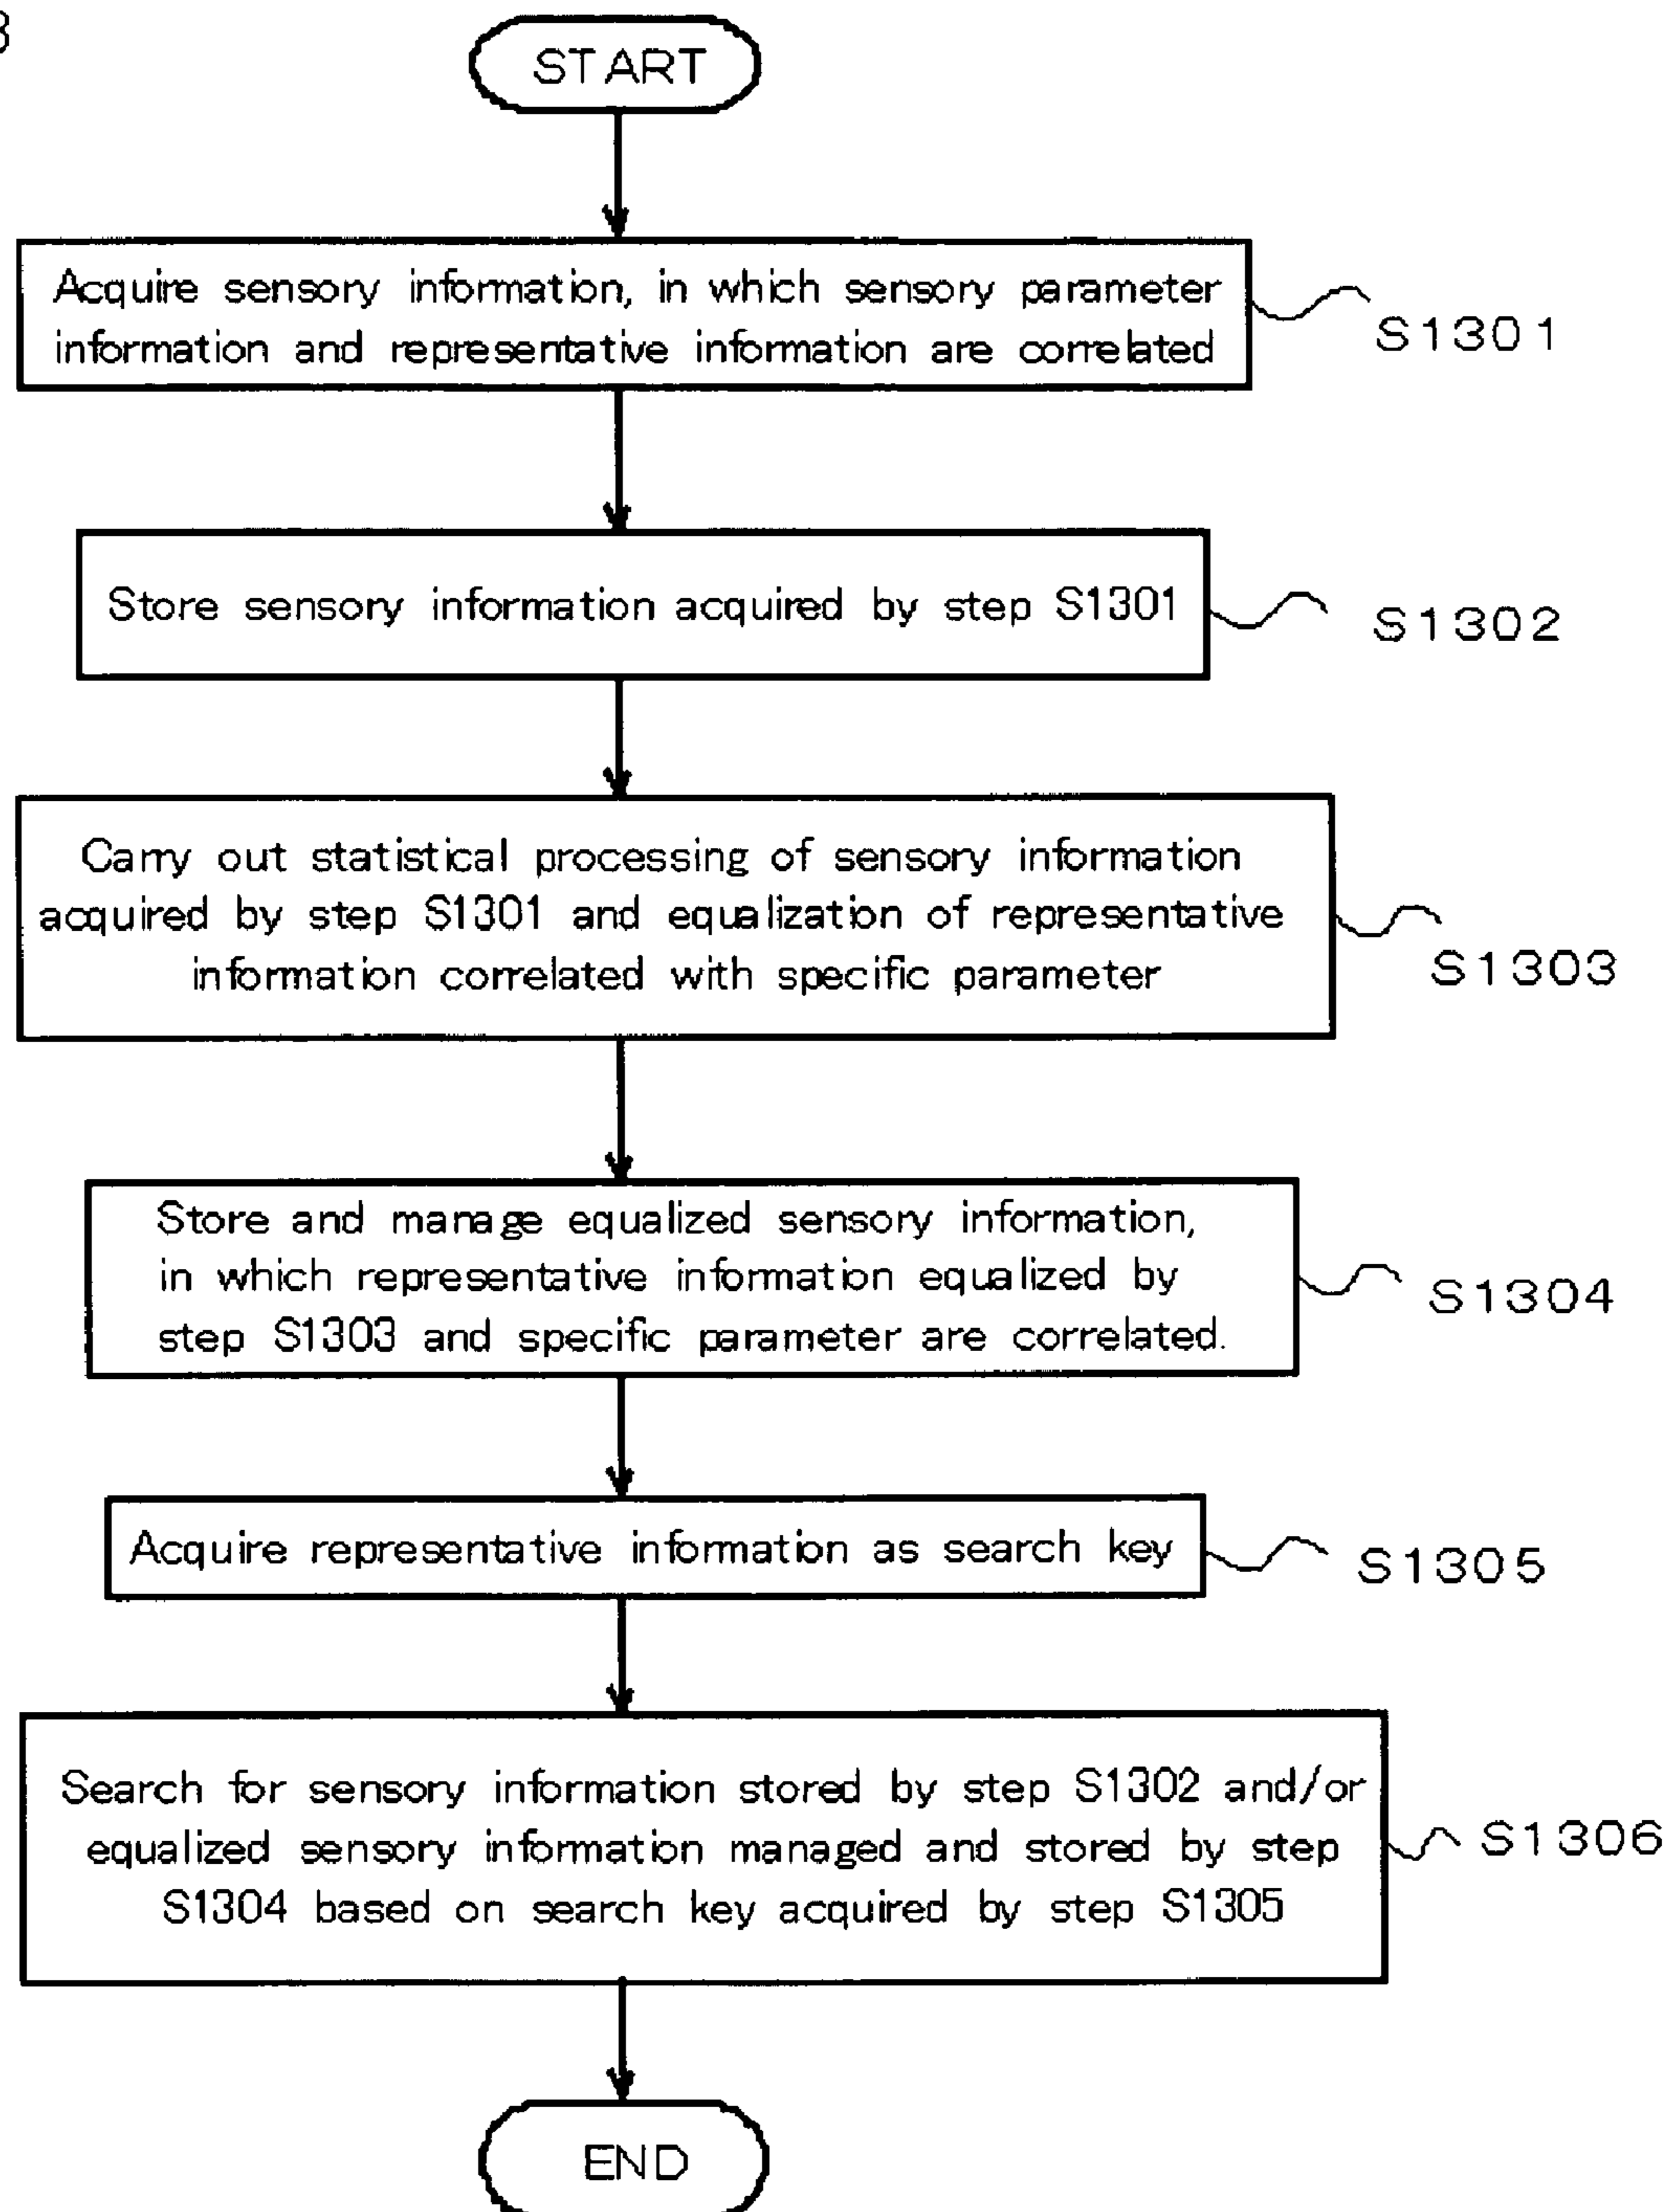 START
Acquire sensory information, in which sensory parameter
information and representative information are correlated
S1301
Store sensory information acquired by step S1301
S1302
Carry out statistical processing of sensory information
acquired by step S1301 and equalization of representative
information correlated with specific parameter
S1303
Store and manage equalized sensory information,
in which representative information equalized by
step S1303 and specific parameter are correlated.
S1304
Acquire representative information as search key
S1305
Search for sensory information stored by step S1302 and/or
equalized sensory information managed and stored by step
S1304 based on search key acquired by step S1305
S1306
END